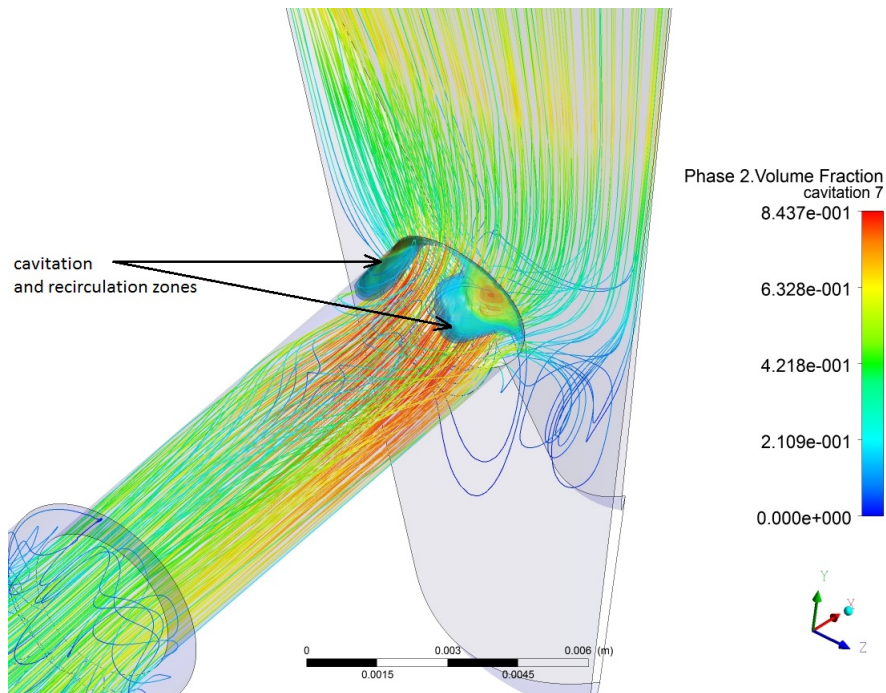 Phase 2.Volume Fraction
cavitation 7
8.437e-001
6.328e-001
4.218e-001
2.109e-001
0.000e+000
cavitation
and recirculation zones
Y
X
Z
0 0.003 0.006 (m)
0.0015 0.0045